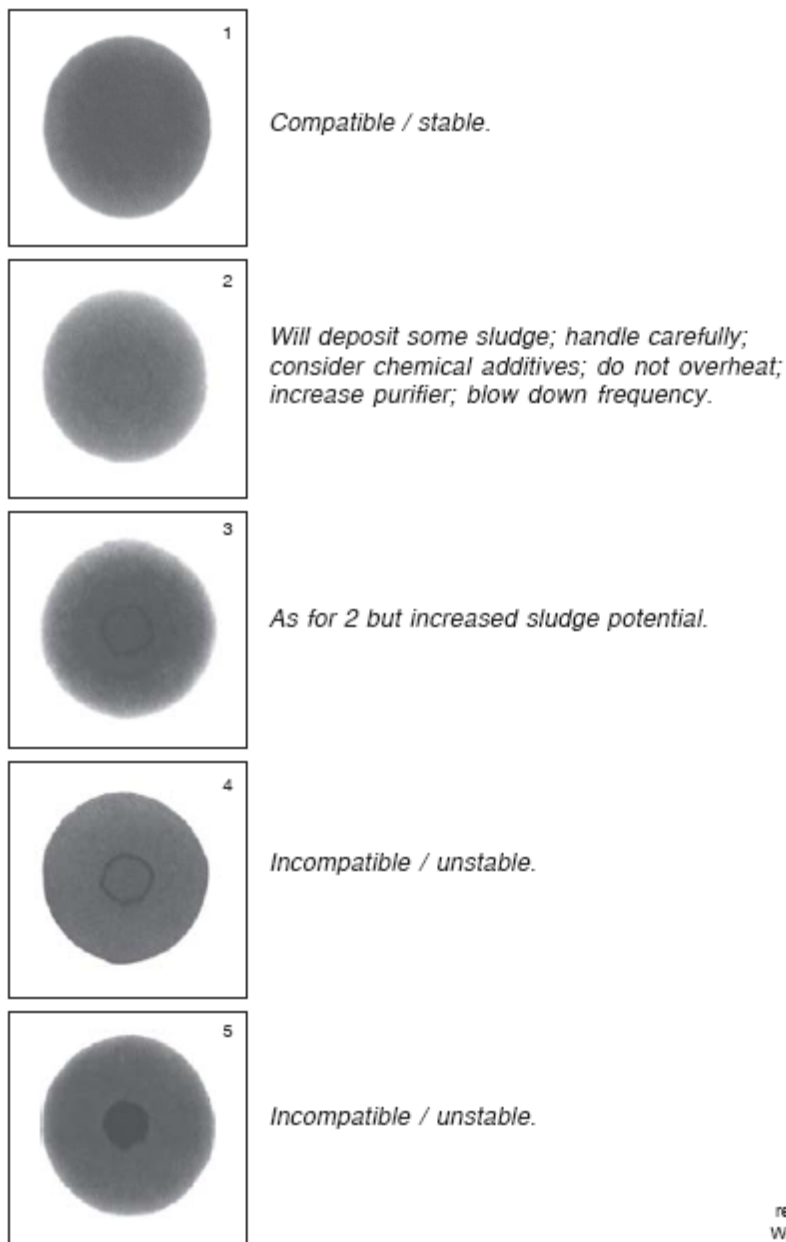 1
Compatible / stable.
2
Will deposit some sludge; handle carefully;
consider chemical additives; do not overheat;
increase purifier; blow down frequency.
3
As for 2 but increased sludge potential.
4
Incompatible / unstable.
5
Incompatible / unstable.